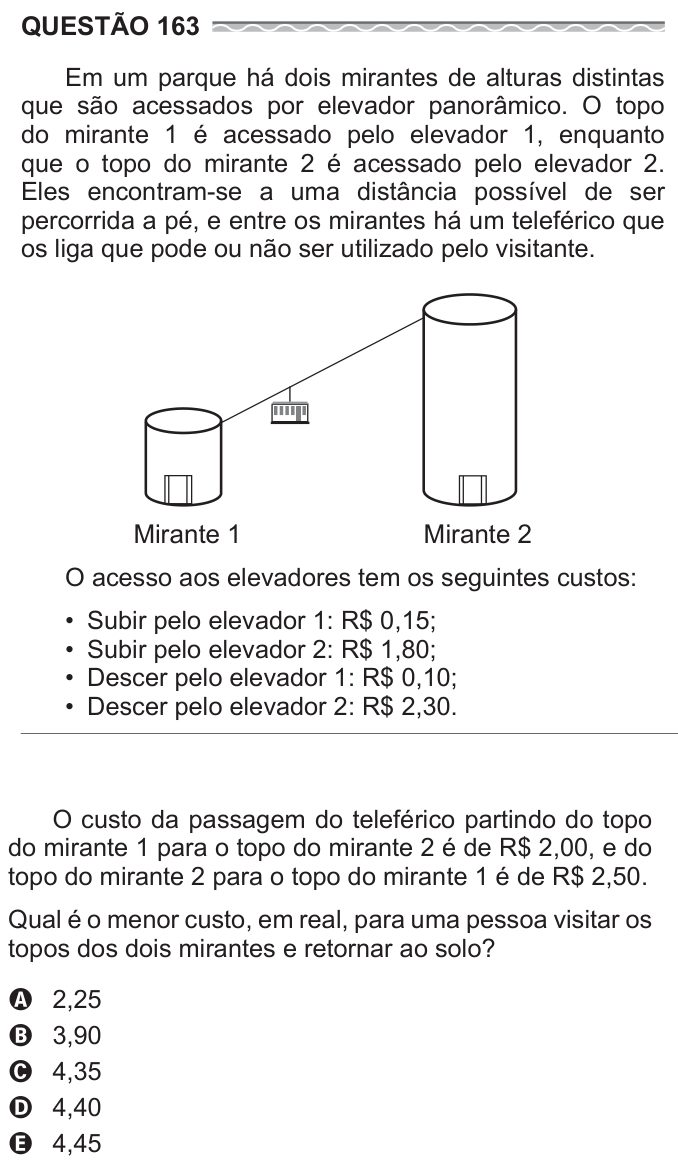 QUESTÃO 163
Em um parque há dois mirantes de alturas distintas
que são acessados por elevador panorâmico. O topo
do mirante 1 é acessado pelo elevador 1, enquanto
que o topo do mirante 2 é acessado pelo elevador 2.
Eles encontram-se a uma distância possível de ser
percorrida a pé, e entre os mirantes há um teleférico que
os liga que pode ou não ser utilizado pelo visitante.
Mirante 1 Mirante 2
O acesso aos elevadores tem os seguintes custos:
• Subir pelo elevador 1: R$ 0,15;
• Subir pelo elevador 2: R$ 1,80;
• Descer pelo elevador 1: R$ 0,10;
• Descer pelo elevador 2: R$ 2,30.
O custo da passagem do teleférico partindo do topo
do mirante 1 para o topo do mirante 2 é de R$ 2,00, e do
topo do mirante 2 para o topo do mirante 1 é de R$ 2,50.
Qual é o menor custo, em real, para uma pessoa visitar os
topos dos dois mirantes e retornar ao solo?
A 2,25
B 3,90
C 4,35
D 4,40
E 4,45